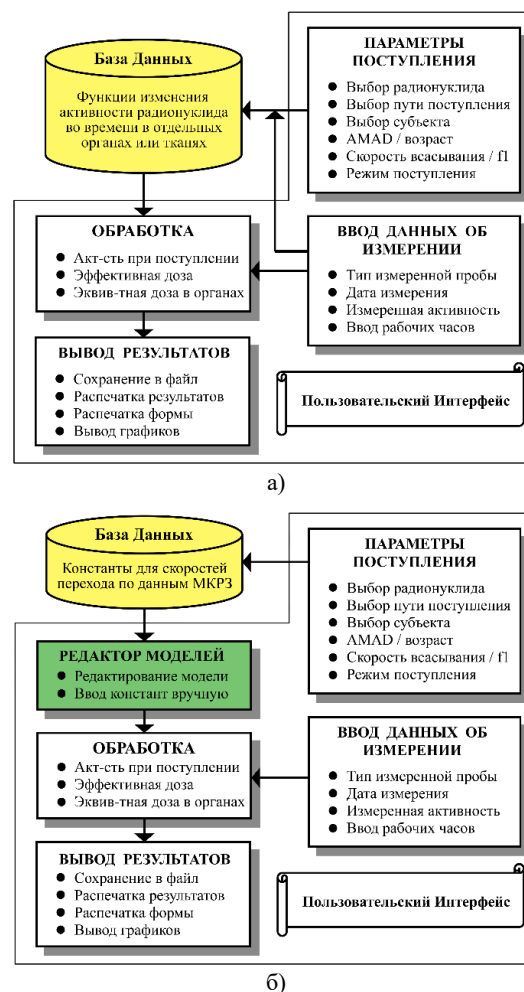 База Данных
Функции изменения
активности радионуклида
во времени в отдельных
органах или тканях
ПАРАМЕТРЫ
ПОСТУПЛЕНИЯ
● Выбор радионуклида
● Выбор пути поступления
● Выбор субъекта
● AMAD / возраст
● Скорость всасывания / f1
● Режим поступления
ОБРАБОТКА
● Акт-сть при поступлении
● Эффективная доза
● Эквив-тная доза в органах
ВВОД ДАННЫХ ОБ
ИЗМЕРЕНИИ
● Тип измеренной пробы
● Дата измерения
● Измеренная активность
● Ввод рабочих часов
ВЫВОД РЕЗУЛЬТАТОВ
● Сохранение в файл
● Распечатка результатов
● Распечатка формы
● Вывод графиков
Пользовательский Интерфейс
а)
База Данных
Константы для скоростей
перехода по данным МКРЗ
ПАРАМЕТРЫ
ПОСТУПЛЕНИЯ
● Выбор радионуклида
● Выбор пути поступления
● Выбор субъекта
● AMAD / возраст
● Скорость всасывания / f1
● Режим поступления
РЕДАКТОР МОДЕЛЕЙ
● Редактирование модели
● Ввод констант вручную
ОБРАБОТКА
● Акт-сть при поступлении
● Эффективная доза
● Эквив-тная доза в органах
ВВОД ДАННЫХ ОБ
ИЗМЕРЕНИИ
● Тип измеренной пробы
● Дата измерения
● Измеренная активность
● Ввод рабочих часов
ВЫВОД РЕЗУЛЬТАТОВ
● Сохранение в файл
● Распечатка результатов
● Распечатка формы
● Вывод графиков
Пользовательский Интерфейс
б)